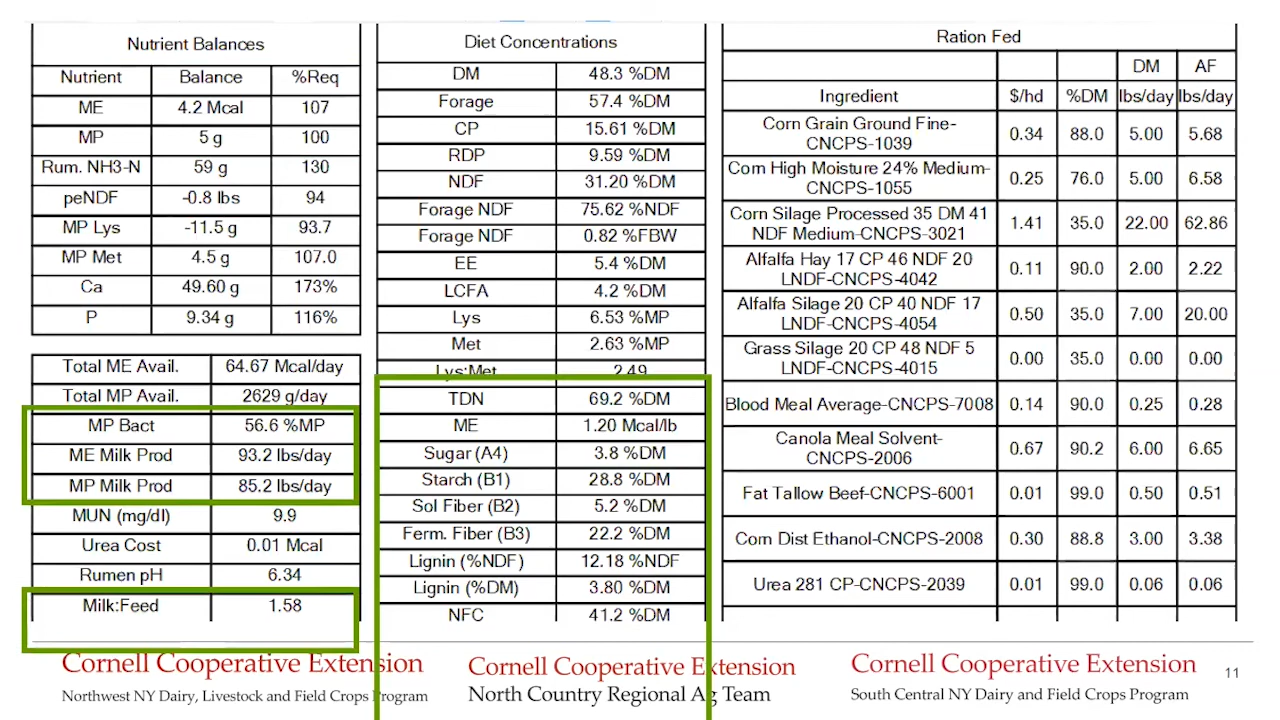 Nutrient Balances
Nutrient Balance %Req
ME 4.2 Mcal 107
MP 5 g 100
Rum. NH3-N 59 g 130
peNDF -0.8 lbs 94
MP Lys -11.5 g 93.7
MP Met 4.5 g 107.0
Ca 49.60 g 173%
P 9.34 g 116%
Total ME Avail. 64.67 Mcal/day
Total MP Avail. 2629 g/day
MP Bact 56.6 %MP
ME Milk Prod 93.2 lbs/day
MP Milk Prod 85.2 lbs/day
MUN (mg/dl) 9.9
Urea Cost 0.01 Mcal
Rumen pH 6.34
Milk:Feed 1.58
Diet Concentrations
DM 48.3 %DM
Forage 57.4 %DM
CP 15.61 %DM
RDP 9.59 %DM
NDF 31.20 %DM
Forage NDF 75.62 %NDF
Forage NDF 0.82 %FBW
EE 5.4 %DM
LCFA 4.2 %DM
Lys 6.53 %MP
Met 2.63 %MP
Lys:Met 2.49
TDN 69.2 %DM
ME 1.20 Mcal/lb
Sugar (A4) 3.8 %DM
Starch (B1) 28.8 %DM
Sol Fiber (B2) 5.2 %DM
Ferm. Fiber (B3) 22.2 %DM
Lignin (%NDF) 12.18 %NDF
Lignin (%DM) 3.80 %DM
NFC 41.2 %DM
Ration Fed
DM AF
Ingredient $/hd %DM lbs/day lbs/day
Corn Grain Ground Fine-
CNCPS-1039 0.34 88.0 5.00 5.68
Corn High Moisture 24% Medium-
CNCPS-1055 0.25 76.0 5.00 6.58
Corn Silage Processed 35 DM 41
NDF Medium-CNCPS-3021 1.41 35.0 22.00 62.86
Alfalfa Hay 17 CP 46 NDF 20
LNDF-CNCPS-4042 0.11 90.0 2.00 2.22
Alfalfa Silage 20 CP 40 NDF 17
LNDF-CNCPS-4054 0.50 35.0 7.00 20.00
Grass Silage 20 CP 48 NDF 5
LNDF-CNCPS-4015 0.00 35.0 0.00 0.00
Blood Meal Average-CNCPS-7008 0.14 90.0 0.25 0.28
Canola Meal Solvent-
CNCPS-2006 0.67 90.2 6.00 6.65
Fat Tallow Beef-CNCPS-6001 0.01 99.0 0.50 0.51
Corn Dist Ethanol-CNCPS-2008 0.30 88.8 3.00 3.38
Urea 281 CP-CNCPS-2039 0.01 99.0 0.06 0.06
Cornell Cooperative Extension
Northwest NY Dairy, Livestock and Field Crops Program
Cornell Cooperative Extension
North Country Regional Ag Team
Cornell Cooperative Extension
South Central NY Dairy and Field Crops Program
11